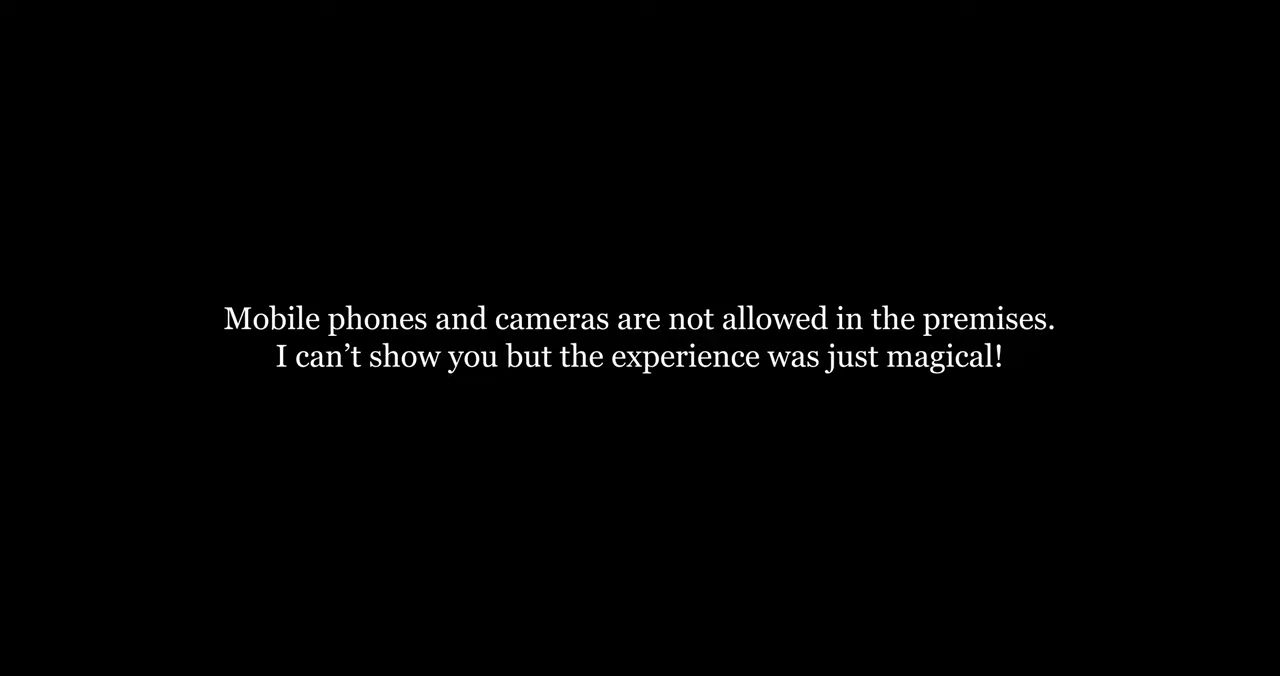 Mobile phones and cameras are not allowed in the premises.
I can’t show you but the experience was just magical!